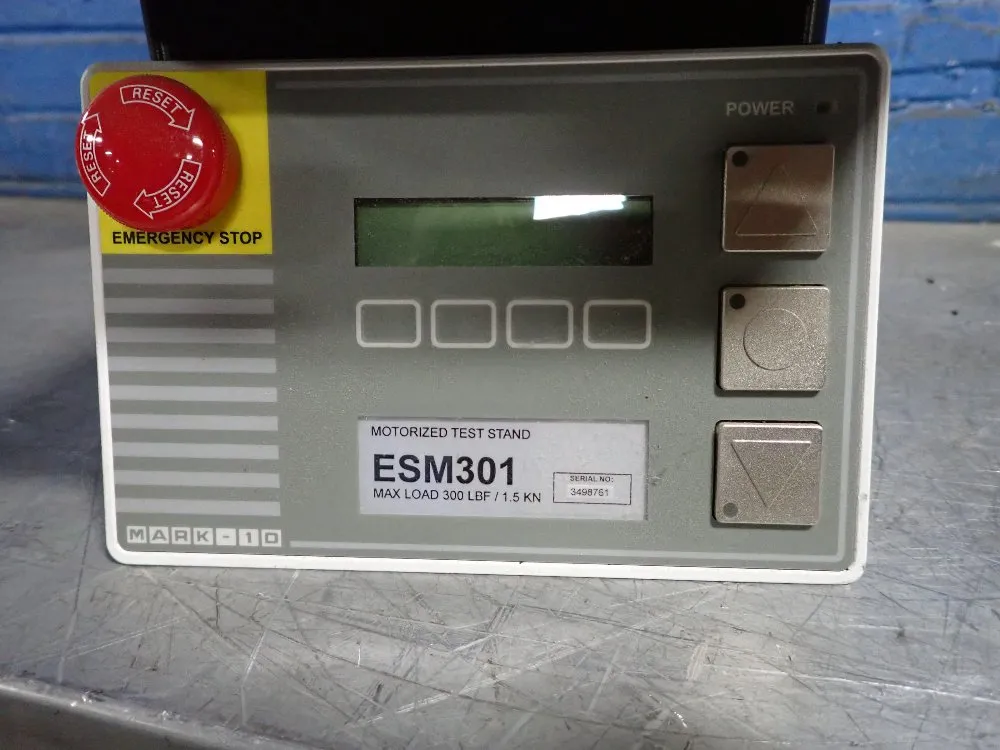 RESET
RESET
RESET
EMERGENCY STOP
POWER
MOTORIZED TEST STAND
ESM301
MAX LOAD 300 LBF / 1.5 KN
SERIAL NO:
3498761
MARK-10